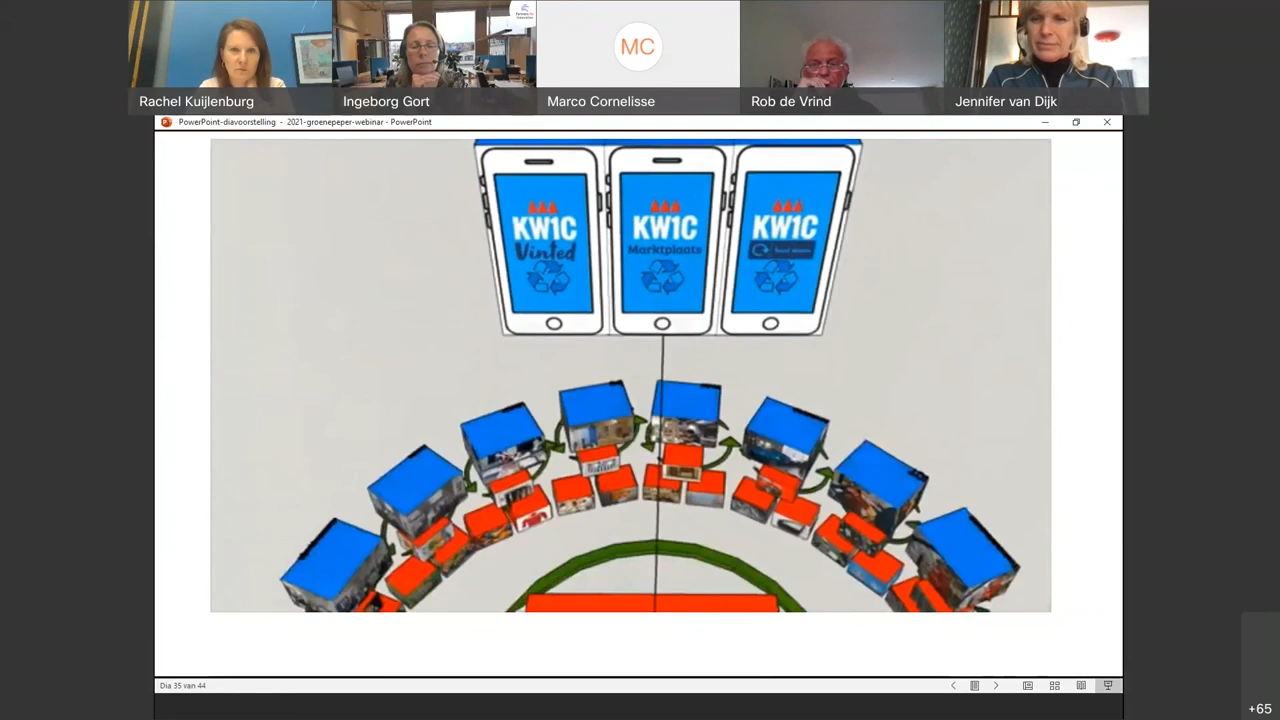 MC
Rachel Kuijlenburg
Ingeborg Gort
Marco Cornelisse
Rob de Vrind
Jennifer van Dijk
PowerPoint-diavoorstelling - 2021-groenepeper-webinar - PowerPoint
KW1C
Vinted
KW1C
Marktplaats
KW1C
Dia 35 van 44
+65